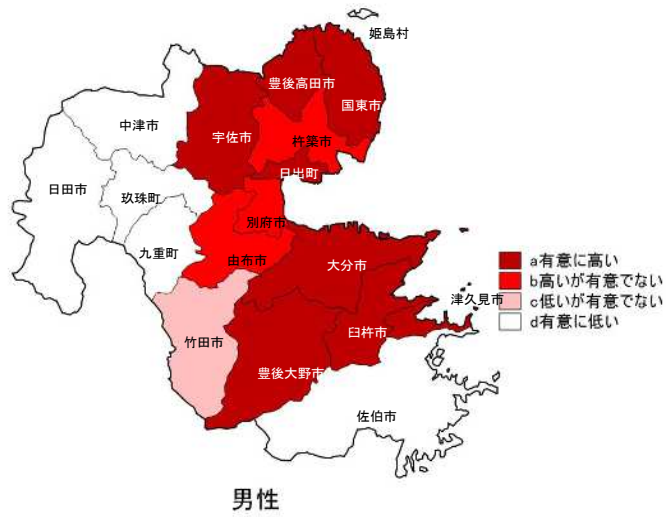 姫島村
豊後高田市
国東市
中津市
宇佐市
杵築市
日出町
日田市
玖珠町
別府市
九重町
由布市
大分市
a有意に高い
b高いが有意でない
c低いが有意でない
d有意に低い
津久見市
臼杵市
竹田市
豊後大野市
佐伯市
男性